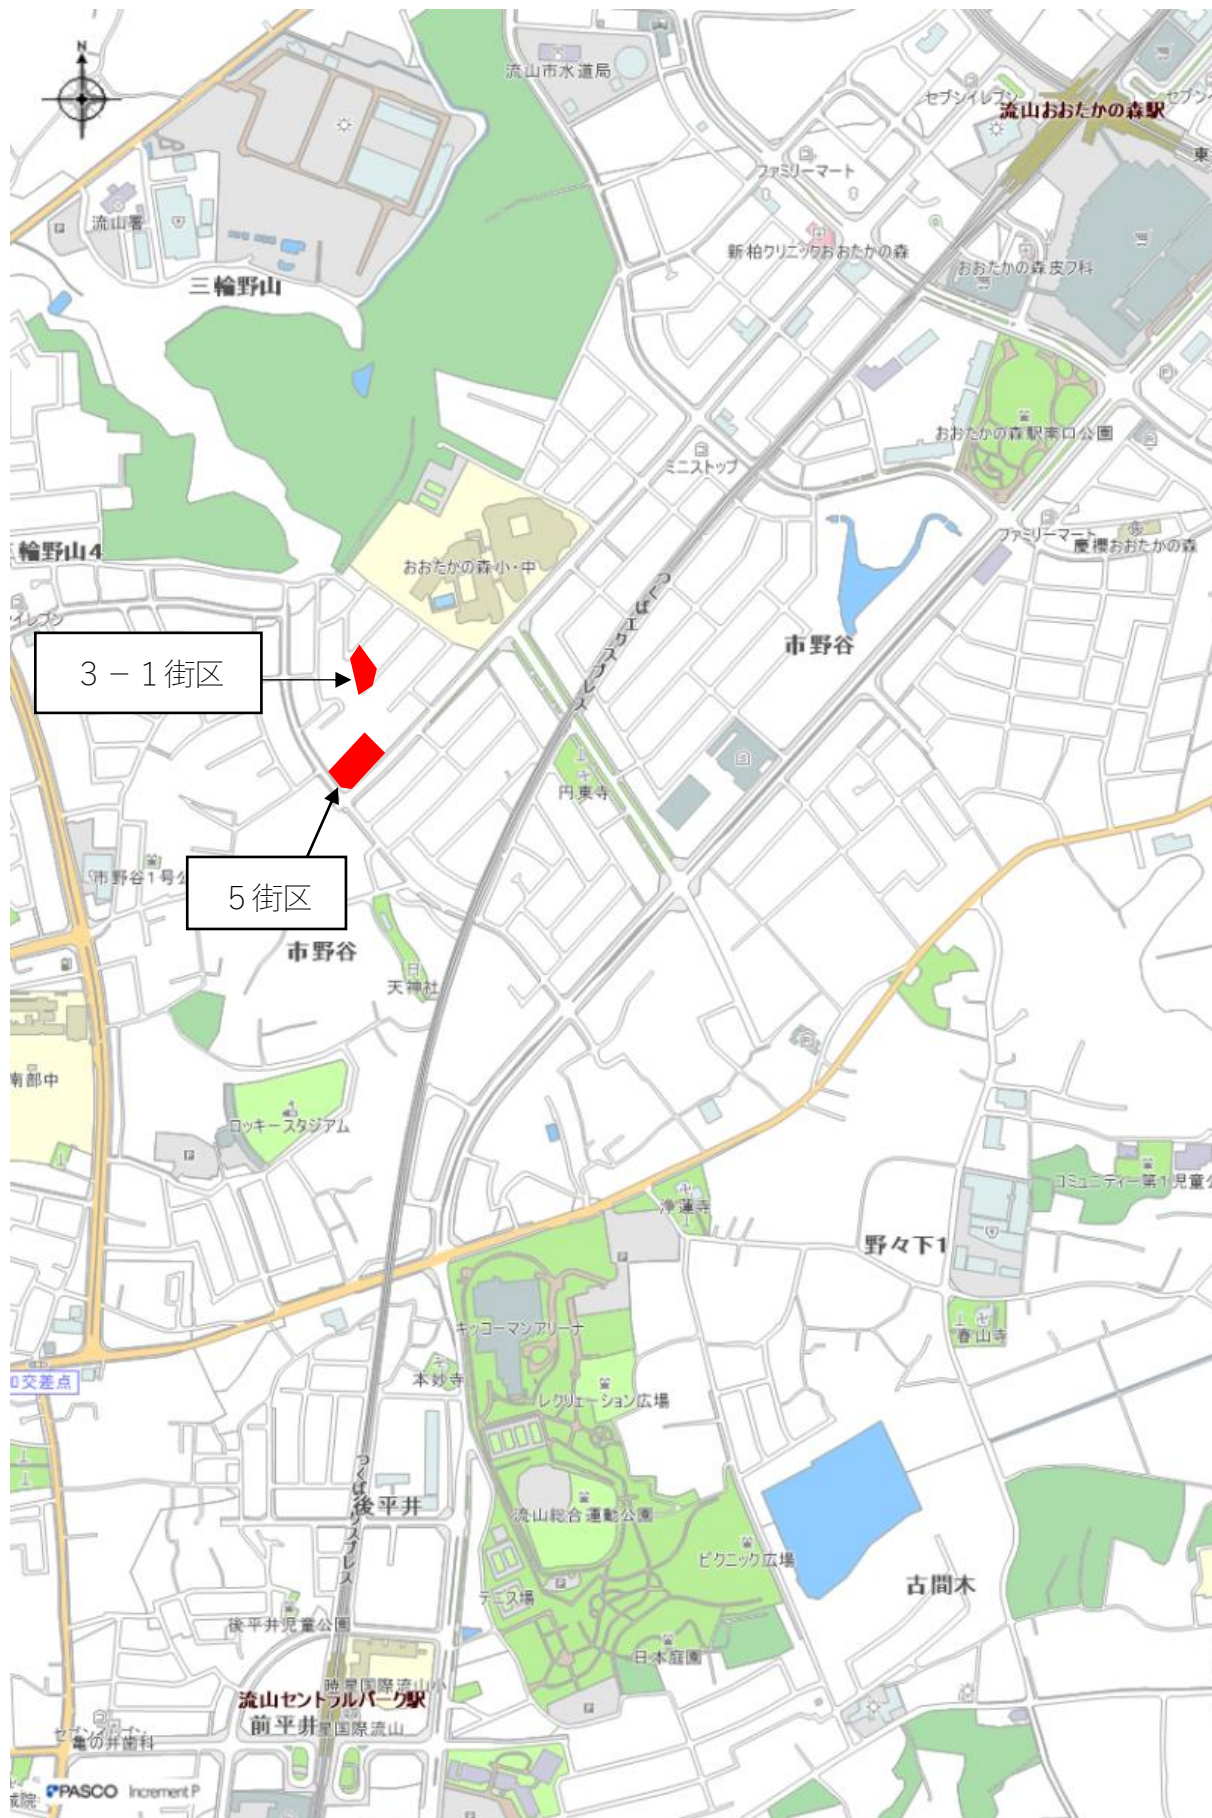 N
流山市水道局
セブンイレブン
流山おおたかの森駅
ファミリーマート
流山署
新柏クリニックおおたかの森
おおたかの森皮フ科
三輪野山
おおたかの森駅南口公園
ミニストップ
ファミリーマート
慶櫻おおたかの森
輪野山4
おおたかの森小・中
つくばエクスプレス
イレブン
市野谷
3-1街区
円東寺
市野谷1号公
5街区
市野谷
天神社
南部中
ロッキースタジアム
コミュニティー第1児童公
浄蓮寺
野々下1
キッコーマンアリーナ
春山寺
交差点
本妙寺
レクリエーション広場
つくばエクスプレス
後平井
流山総合運動公園
ピクニック広場
古間木
テニス場
後平井児童公園
日本庭園
暁星国際流山小
流山セントラルパーク駅
前平井
星国際流山
セブンイレブン
亀の井歯科
PASCO Increment P